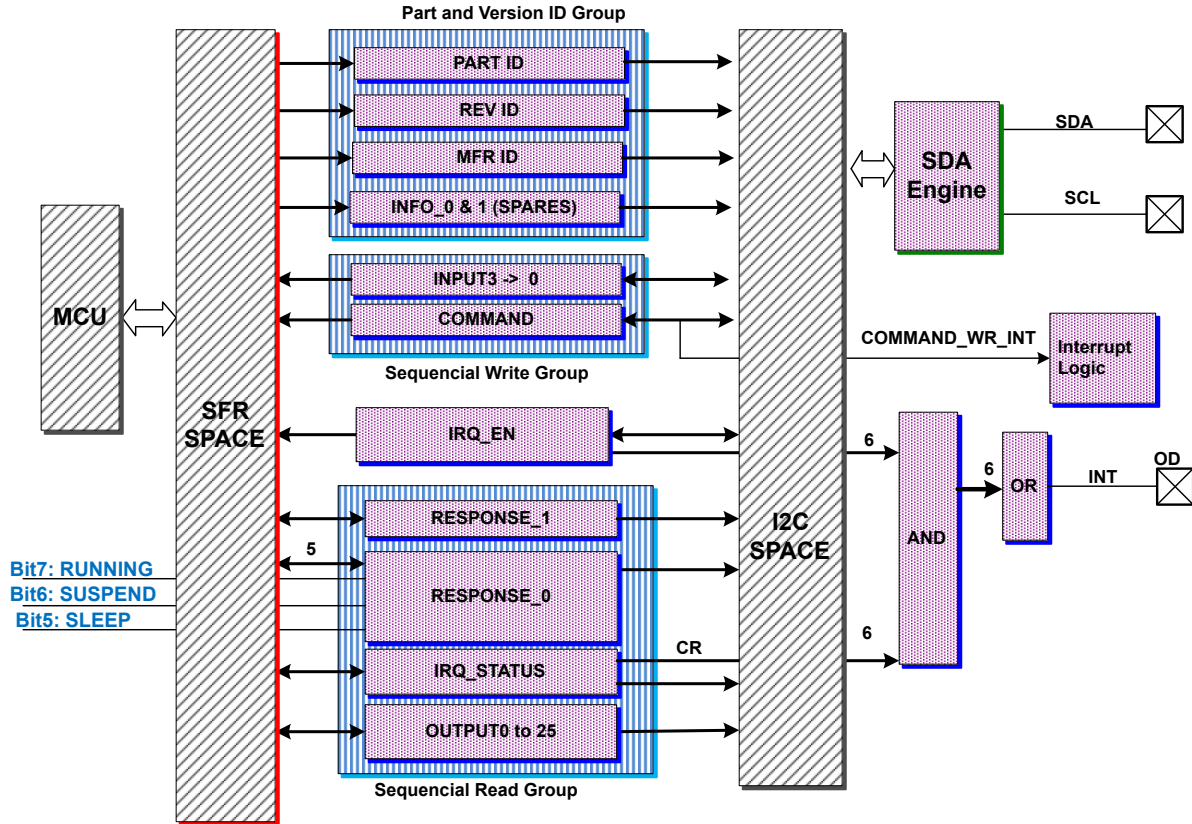 Part and Version ID Group
PART ID
REV ID
MFR ID
INFO_0 & 1 (SPARES)
INPUT3 -> 0
COMMAND
Sequencial Write Group
MCU
SFR
SPACE
IRQ_EN
RESPONSE_1
5
RESPONSE_0
Bit7: RUNNING
Bit6: SUSPEND
Bit5: SLEEP
IRQ_STATUS
CR
OUTPUT0 to 25
Sequencial Read Group
I2C
SPACE
SDA
Engine
SDA
SCL
COMMAND_WR_INT
Interrupt
Logic
6
AND
6
OR
INT
OD
6